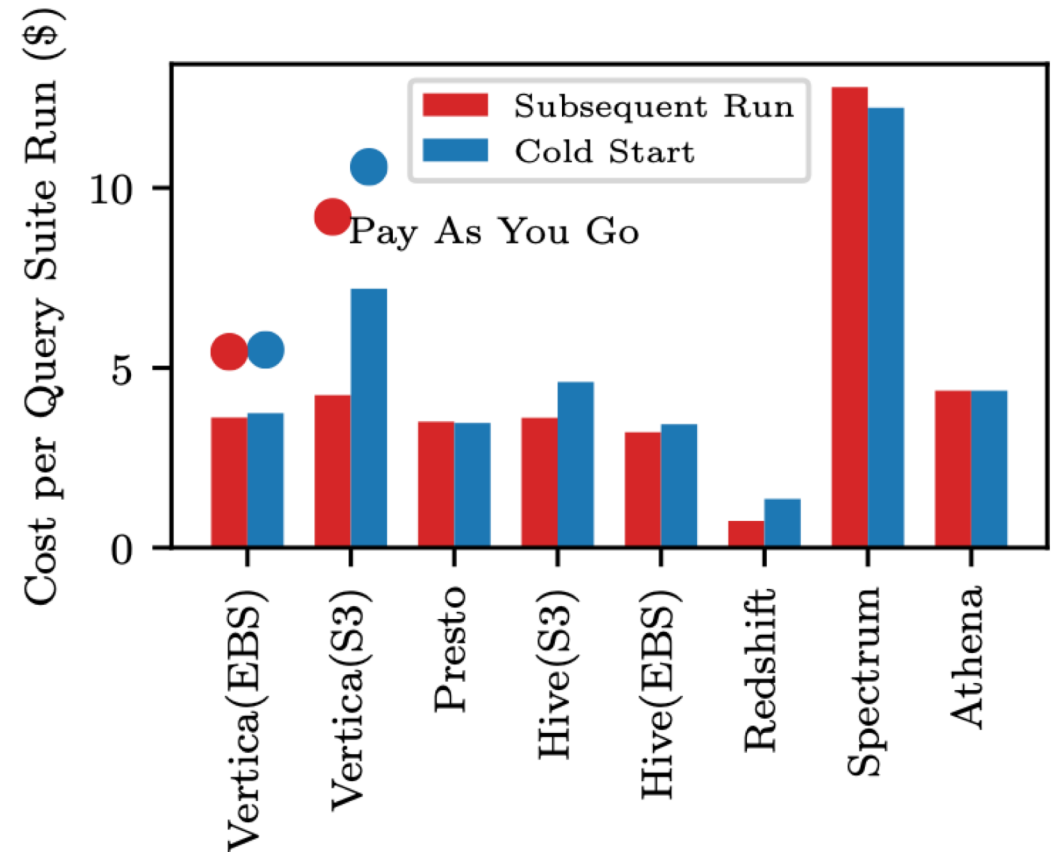 Cost per Query Suite Run ($)
10
5
0
Subsequent Run
Cold Start
Pay As You Go
Vertica(EBS)
Vertica(S3)
Presto
Hive(S3)
Hive(EBS)
Redshift
Spectrum
Athena